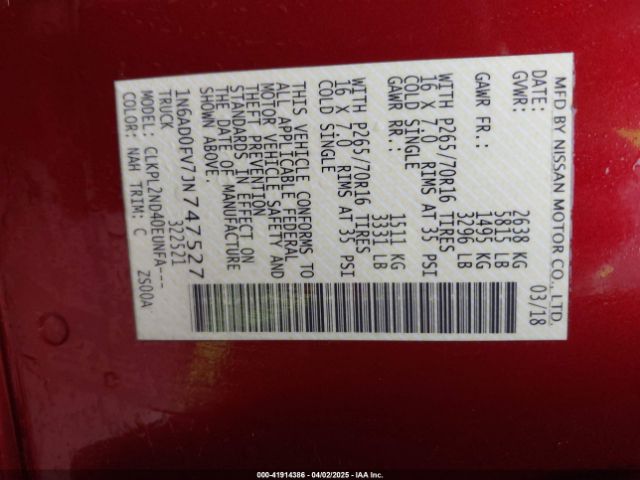 MFD BY NISSAN MOTOR CO., LTD.
DATE: 03/18
GVWR: 2638 KG
5815 LB
GAWR FR.: 1495 KG
3296 LB
WITH P265/70R16 TIRES
16 X 7.0 RIMS AT 35 PSI
COLD SINGLE
GAWR RR.: 1511 KG
3331 LB
WITH P265/70R16 TIRES
16 X 7.0 RIMS AT 35 PSI
COLD SINGLE
THIS VEHICLE CONFORMS TO
ALL APPLICABLE FEDERAL
MOTOR VEHICLE SAFETY AND
THEFT PREVENTION
STANDARDS IN EFFECT ON
THE DATE OF MANUFACTURE
SHOWN ABOVE.
1N6AD0FV7JN747527
TRUCK 322521
MODEL: CLKPL2ND40EUNFA---
COLOR: NAH TRIM: C ZS00A
000-41914386 - 04/02/2025 - IAA Inc.